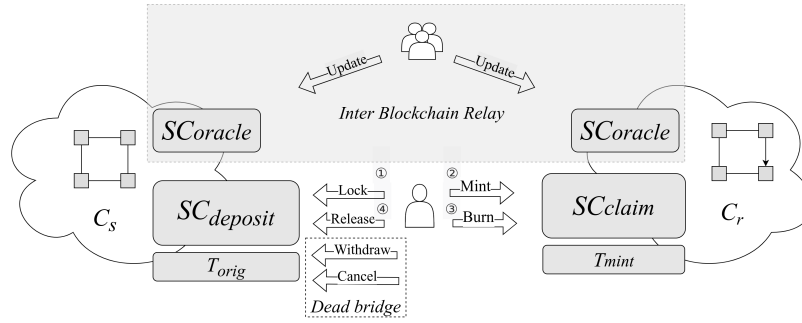 Update
Update
Inter Blockchain Relay
SCoracle
SCoracle
① ②
Lock
Mint
Cs
SCdeposit
SCclaim
Cr
④ ③
Release
Burn
Withdraw
Torig
Tmint
Cancel
Dead bridge